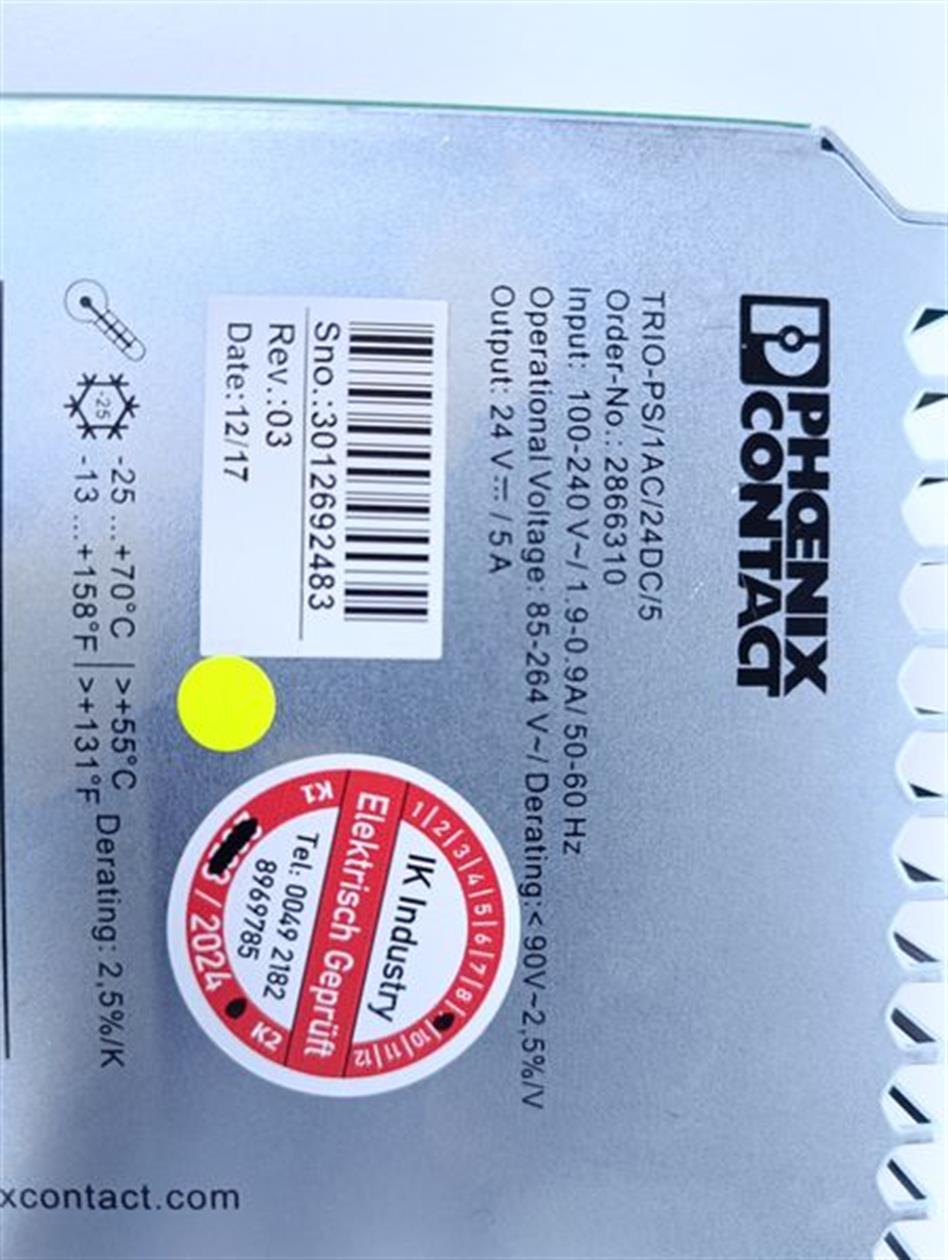 PHŒNIX
CONTACT
TRIO-PS/1AC/24DC/5
Order-No.: 2866310
Input: 100-240 V~/ 1.9-0.9A/ 50-60 Hz
Operational Voltage: 85-264 V~/ Derating:< 90V~2,5%/V
Output: 24 V⎓ / 5 A
Sno.:3012692483
Rev.:03
Date:12/17
-25
-25 ...+70°C |>+55°C Derating: 2,5%/K
-13 ...+158°F |>+131°F
1|2|3|4|5|6|7|8|
|10|11|12
IK Industry
Elektrisch Geprüft
Tel: 0049 2182
8969785
K1
/ 2024
K2
xcontact.com